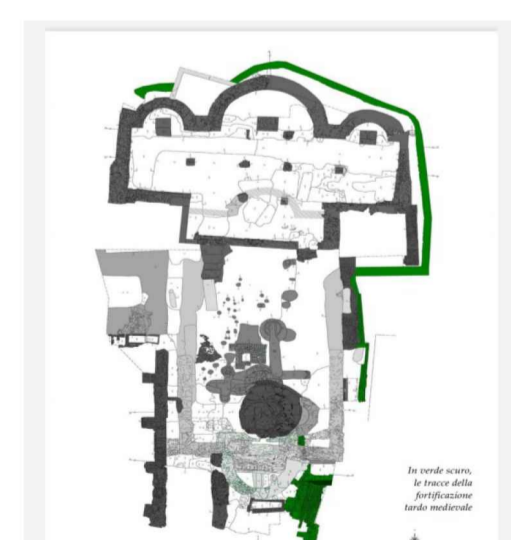 In verde scuro,
le tracce della
fortificazione
tardo medievale